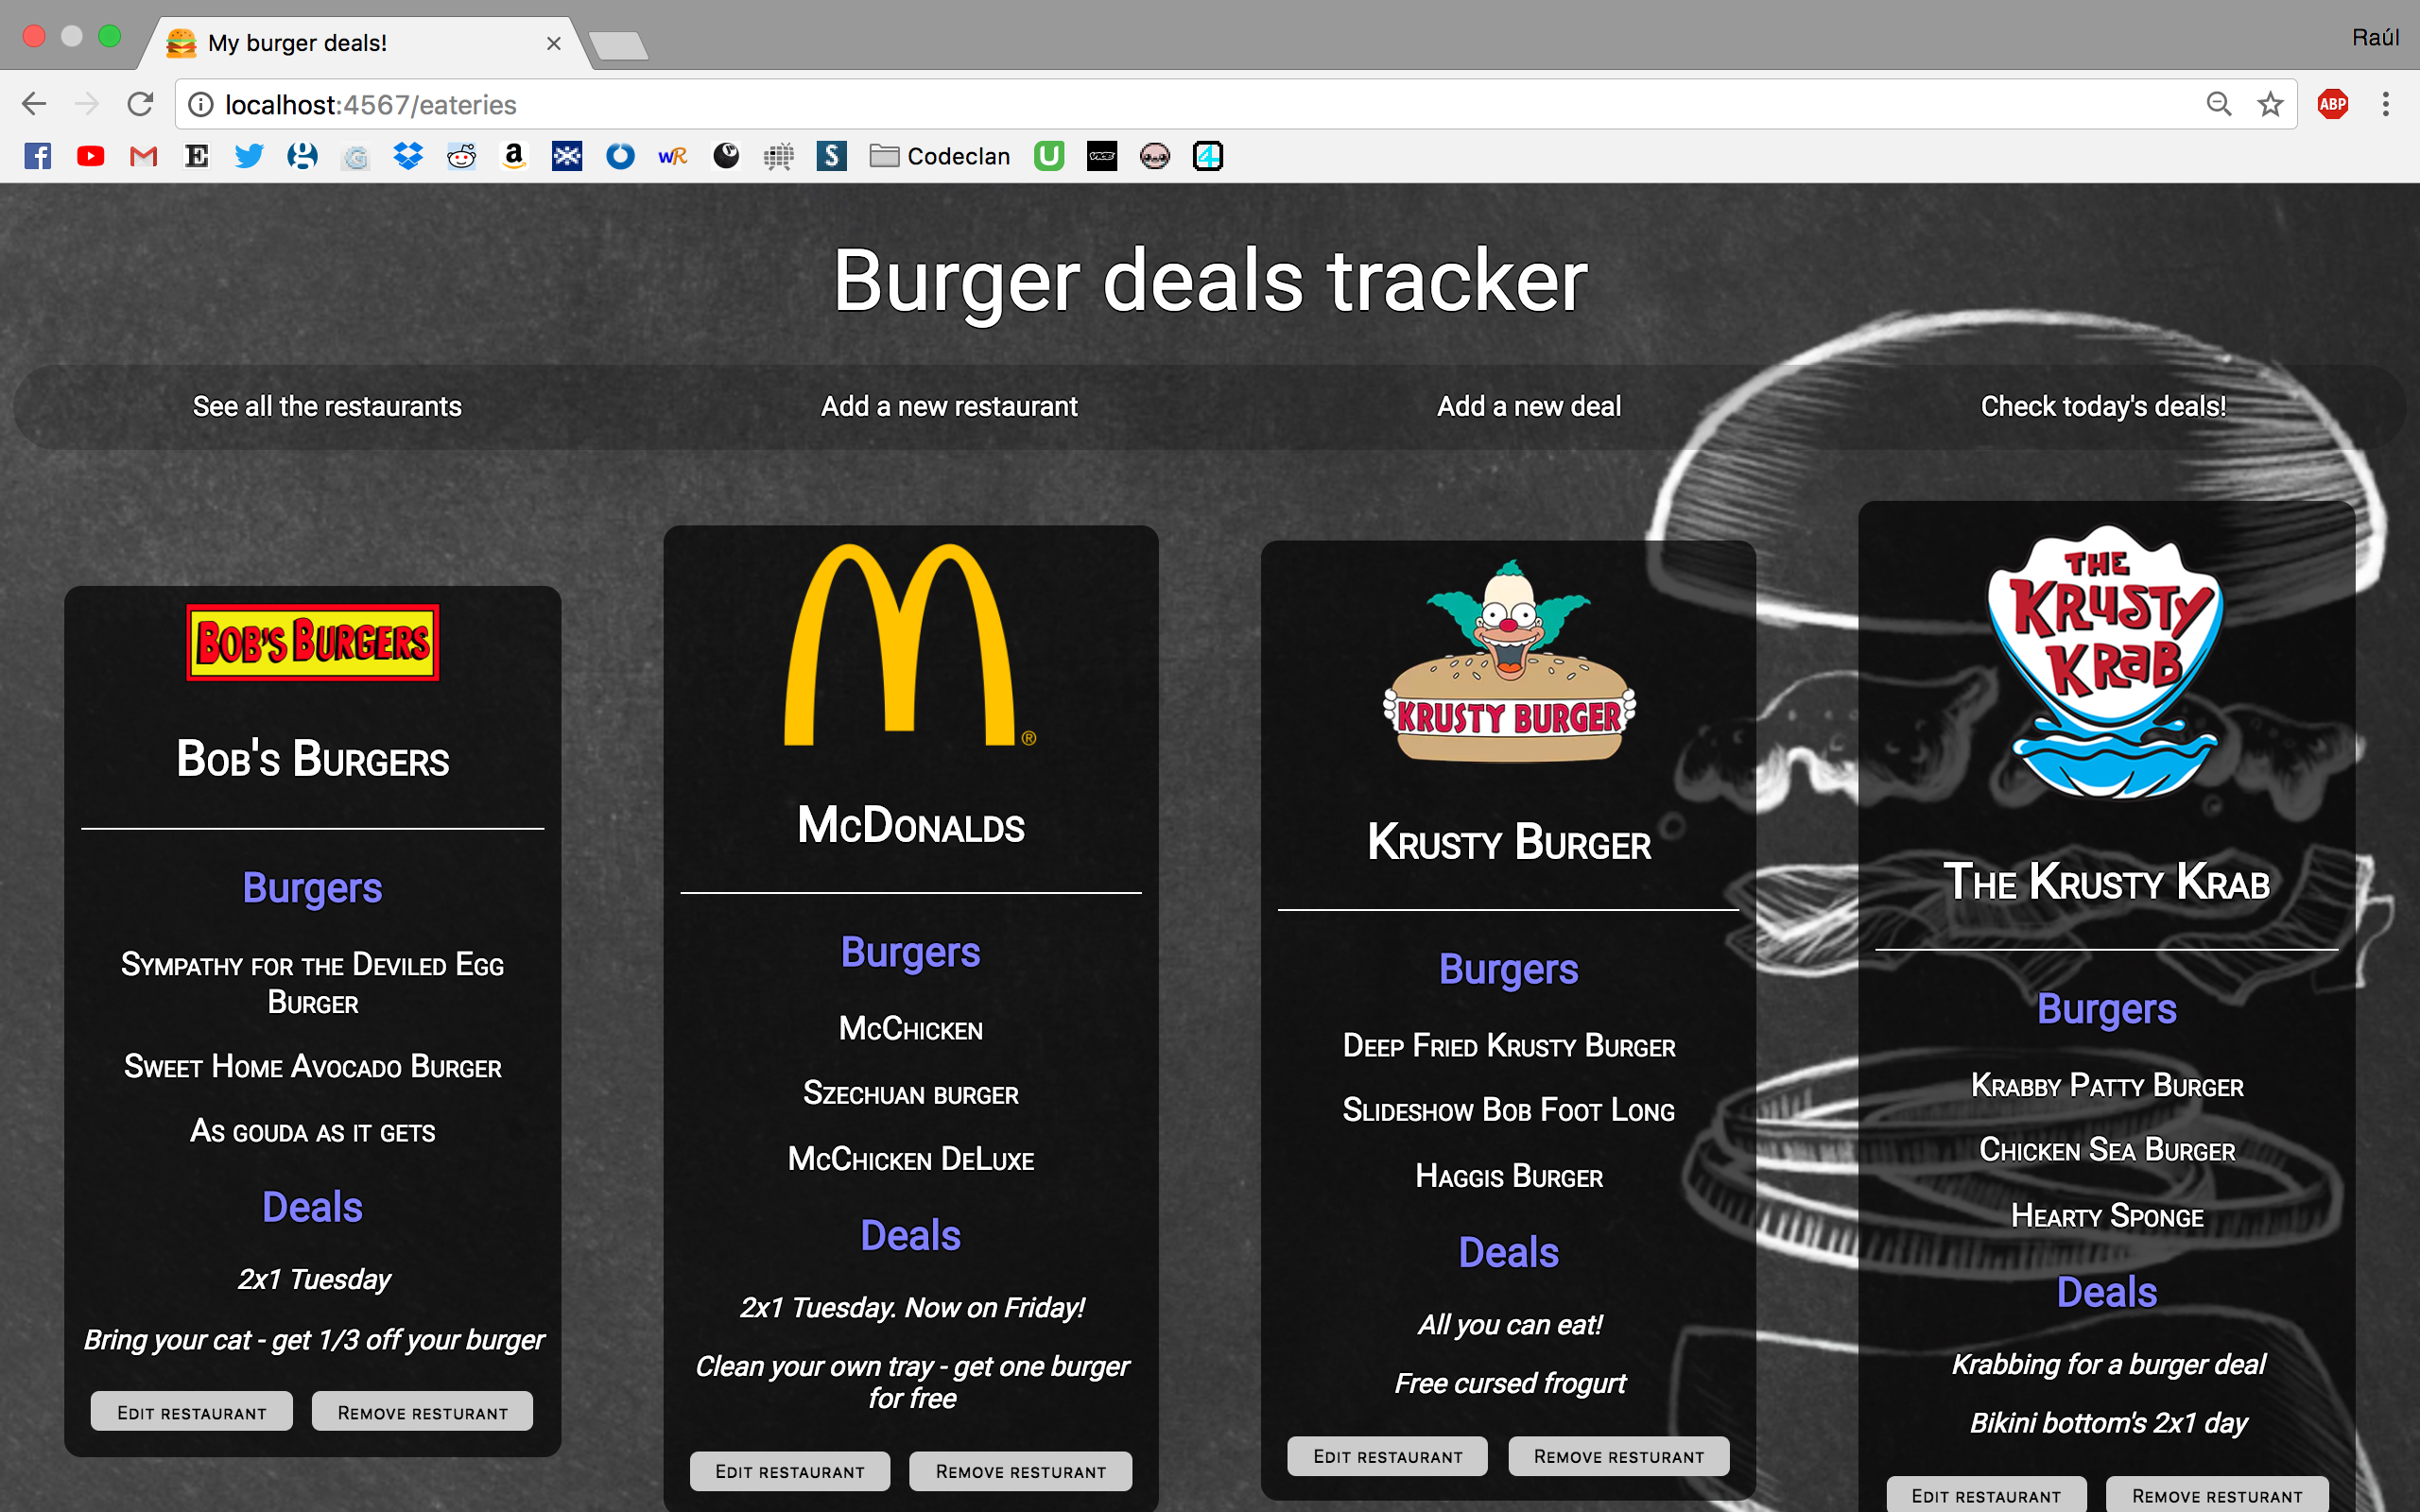 My burger deals!
Raúl
localhost:4567/eateries
ABP
Codeclan
Burger deals tracker
See all the restaurants
Add a new restaurant
Add a new deal
Check today's deals!
BOB'S BURGERS
Bob's Burgers
Burgers
Sympathy for the Deviled Egg
Burger
Sweet Home Avocado Burger
As gouda as it gets
Deals
2x1 Tuesday
Bring your cat - get 1/3 off your burger
Edit restaurant
Remove resturant
®
McDonalds
Burgers
McChicken
Szechuan burger
McChicken DeLuxe
Deals
2x1 Tuesday. Now on Friday!
Clean your own tray - get one burger
for free
Edit restaurant
Remove resturant
KRUSTY BURGER
Krusty Burger
Burgers
Deep Fried Krusty Burger
Slideshow Bob Foot Long
Haggis Burger
Deals
All you can eat!
Free cursed frogurt
Edit restaurant
Remove resturant
THE
KRUSTY
KRAB
The Krusty Krab
Burgers
Krabby Patty Burger
Chicken Sea Burger
Hearty Sponge
Deals
Krabbing for a burger deal
Bikini bottom's 2x1 day
Edit restaurant
Remove resturant